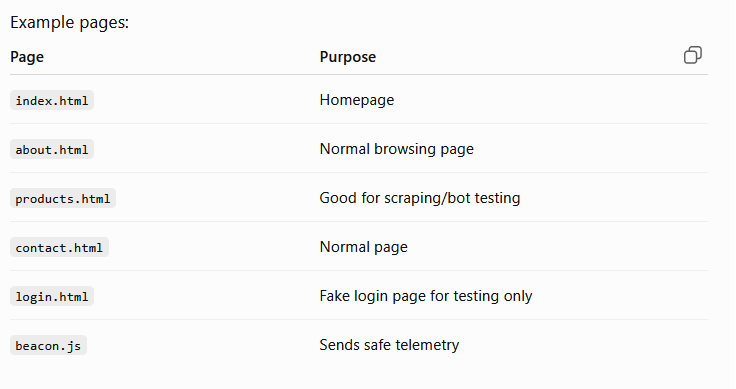 Example pages:
Page Purpose
index.html Homepage
about.html Normal browsing page
products.html Good for scraping/bot testing
contact.html Normal page
login.html Fake login page for testing only
beacon.js Sends safe telemetry